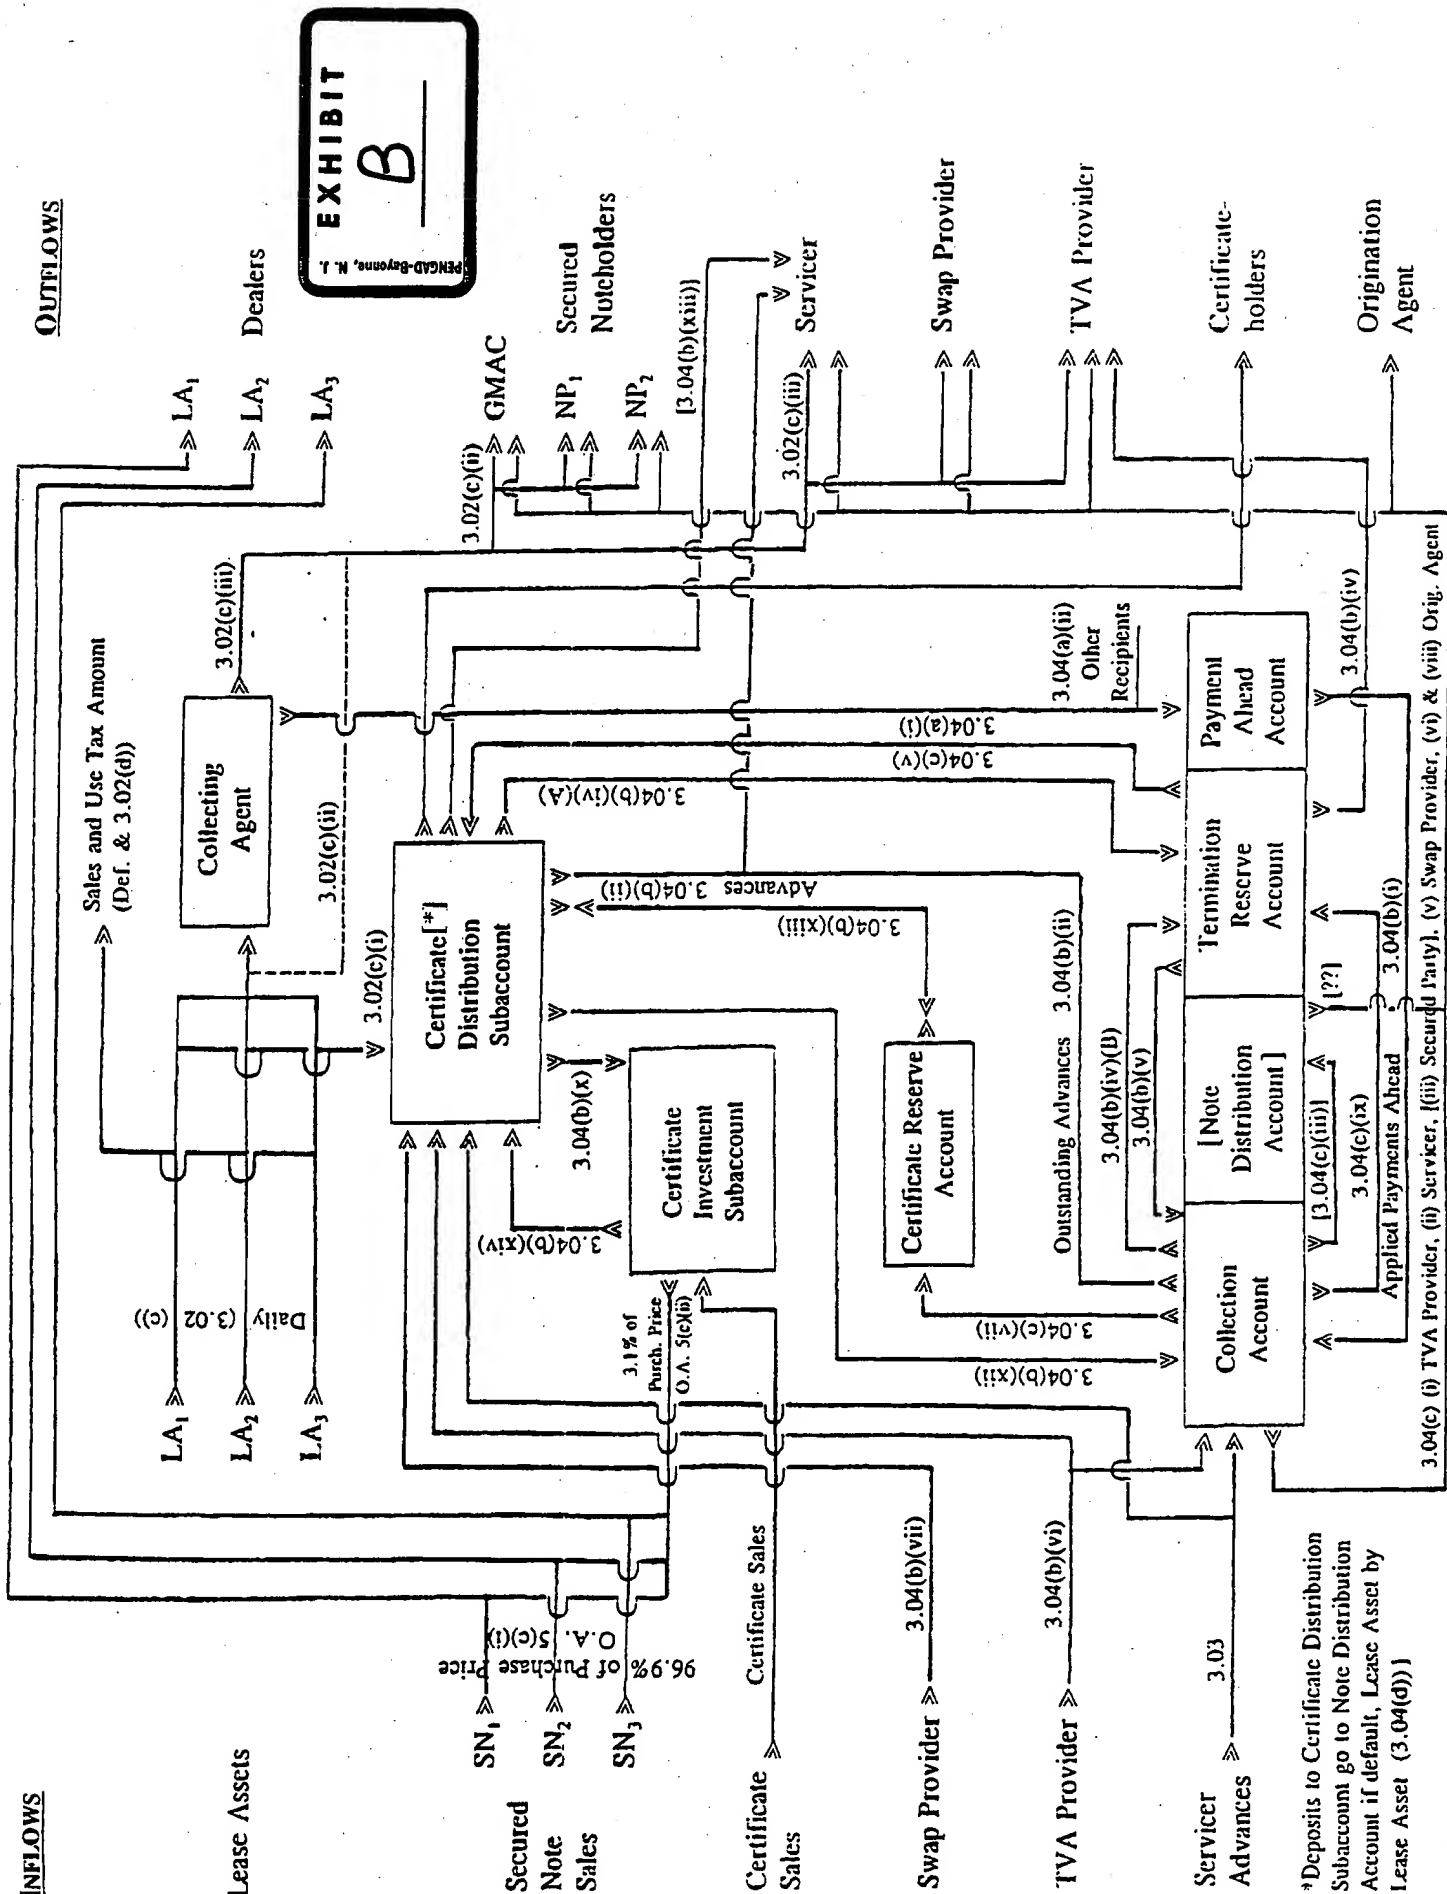 INFLOWS
OUTFLOWS
EXHIBIT
B
PENGAD-Bayonne, N. J.
Lease Assets
LA₁
LA₂
LA₃
Daily (3.02 (c))
Sales and Use Tax Amount
(Def. & 3.02(d))
Collecting
Agent
3.02(c)(iii)
3.02(c)(ii)
3.02(c)(i)
LA₁
LA₂
LA₃
Dealers
3.02(c)(ii)
GMAC
NP₁
NP₂
Secured
Noteholders
[3.04(b)(xiii)]
Servicer
3.02(c)(iii)
Swap Provider
TVA Provider
Certificate-
holders
Origination
Agent
Secured
Note
Sales
SN₁
SN₂
SN₃
96.9% of Purchase Price
O.A. 5(c)(i)
Certificate[*]
Distribution
Subaccount
3.04(b)(x)
3.04(b)(xiv)
Certificate
Investment
Subaccount
3.1% of
Purch. Price
O.A. 5(c)(ii)
Advances 3.04(b)(ii)
3.04(b)(xiii)
3.04(b)(iv)(A)
3.04(c)(v)
3.04(a)(i)
3.04(a)(ii)
Other
Recipients
Certificate
Sales
Certificate Sales
Certificate Reserve
Account
Swap Provider
3.04(b)(vii)
TVA Provider
3.04(b)(vi)
Servicer
Advances
3.03
3.04(b)(xii)
3.04(c)(vii)
Outstanding Advances 3.04(b)(ii)
3.04(b)(iv)(B)
3.04(b)(v)
Collection
Account
[Note
Distribution
Account]
Termination
Reserve
Account
Payment
Ahead
Account
[3.04(c)(iii)]
[??]
3.04(c)(ix)
3.04(b)(iv)
Applied Payments Ahead 3.04(b)(i)
3.04(c) (i) TVA Provider, (ii) Servicer, [(iii) Secured Party], (v) Swap Provider, (vi) & (viii) Orig. Agent
*Deposits to Certificate Distribution
Subaccount go to Note Distribution
Account if default, Lease Asset by
Lease Asset (3.04(d))]